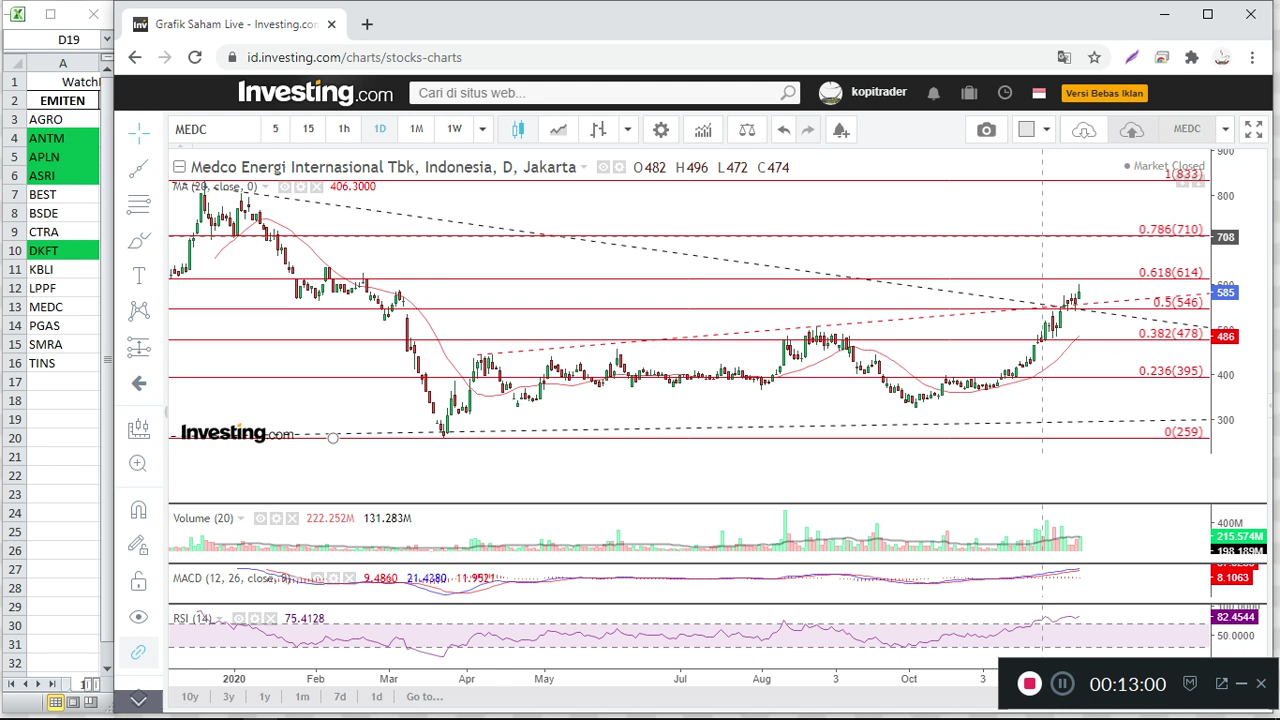 Grafik Saham Live - Investing.com
D19
id.investing.com/charts/stocks-charts
A
1 Watchl
2 EMITEN
3 AGRO
4 ANTM
5 APLN
6 ASRI
7 BEST
8 BSDE
9 CTRA
10 DKFT
11 KBLI
12 LPPF
13 MEDC
14 PGAS
15 SMRA
16 TINS
17
18
19
20
21
22
23
24
25
26
27
28
29
30
31
32
Investing.com
Cari di situs web...
kopitrader
Versi Bebas Iklan
MEDC 5 15 1h 1D 1M 1W
MEDC
Medco Energi Internasional Tbk, Indonesia, D, Jakarta O482 H496 L472 C474
Market Closed
MA (20, close, 0) 406.3000
900
1(833)
800
0.786(710)
708
0.618(614)
585
0.5(546)
0.382(478)
486
0.236(395)
400
300
0(259)
Investing.com
Volume (20) 222.252M 131.283M
400M
215.574M
198.189M
MACD (12, 26, close, 9) 9.4860 21.4380 11.9521
8.1063
RSI (14) 75.4128
82.4544
50.0000
2020 Feb Mar Apr May Jul Aug Oct 3
10y 3y 1y 1m 7d 1d Go to...
00:13:00